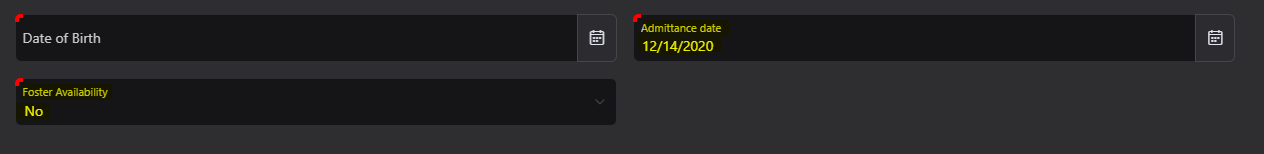 Date of Birth
Admittance date
12/14/2020
Foster Availability
No